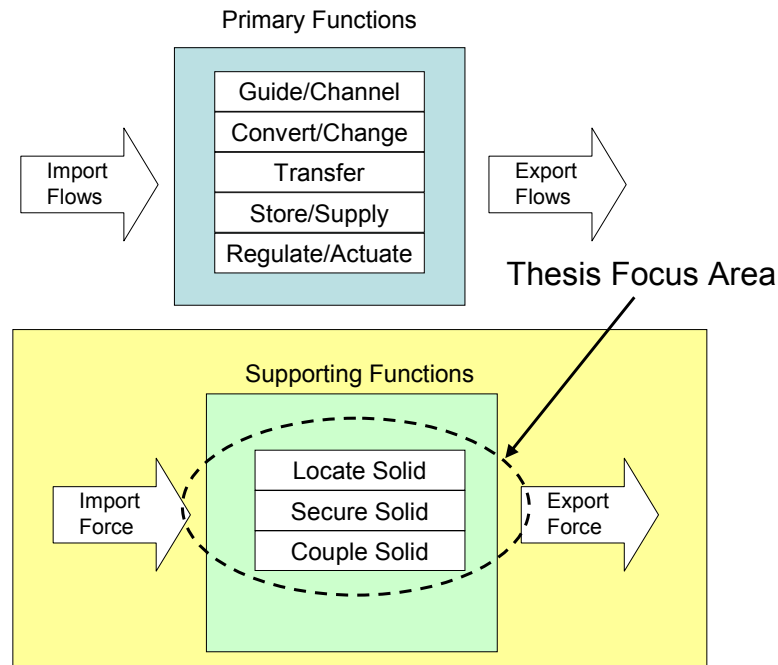 Primary Functions
Guide/Channel
Convert/Change
Transfer
Store/Supply
Regulate/Actuate
Import
Flows
Export
Flows
Thesis Focus Area
Supporting Functions
Locate Solid
Secure Solid
Couple Solid
Import
Force
Export
Force